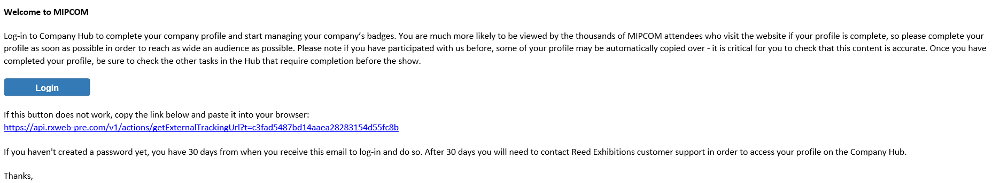 Welcome to MIPCOM
Log-in to Company Hub to complete your company profile and start managing your company’s badges. You are much more likely to be viewed by the thousands of MIPCOM attendees who visit the website if your profile is complete, so please complete your
profile as soon as possible in order to reach as wide an audience as possible. Please note if you have participated with us before, some of your profile may be automatically copied over - it is critical for you to check that this content is accurate. Once you have
completed your profile, be sure to check the other tasks in the Hub that require completion before the show.
Login
If this button does not work, copy the link below and paste it into your browser:
https://api.rxweb-pre.com/v1/actions/getExternalTrackingUrl?t=c3fad5487bd14aaea28283154d55fc8b
If you haven't created a password yet, you have 30 days from when you receive this email to log-in and do so. After 30 days you will need to contact Reed Exhibitions customer support in order to access your profile on the Company Hub.
Thanks,